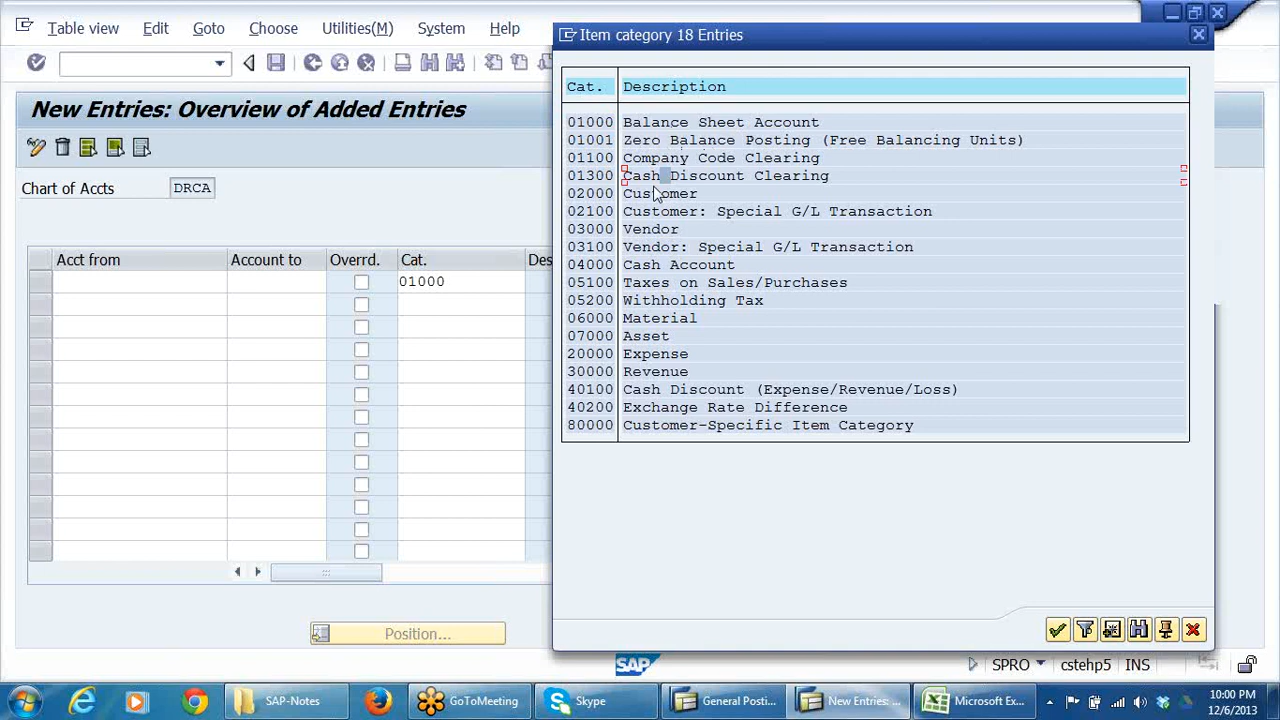 Table view Edit Goto Choose Utilities(M) System Help
New Entries: Overview of Added Entries
Chart of Accts DRCA
Acct from Account to Overrd. Cat. Des
01000
Position...
Item category 18 Entries
Cat. Description
01000 Balance Sheet Account
01001 Zero Balance Posting (Free Balancing Units)
01100 Company Code Clearing
01300 Cash Discount Clearing
02000 Customer
02100 Customer: Special G/L Transaction
03000 Vendor
03100 Vendor: Special G/L Transaction
04000 Cash Account
05100 Taxes on Sales/Purchases
05200 Withholding Tax
06000 Material
07000 Asset
20000 Expense
30000 Revenue
40100 Cash Discount (Expense/Revenue/Loss)
40200 Exchange Rate Difference
80000 Customer-Specific Item Category
SAP SPRO cstehp5 INS
SAP-Notes GoToMeeting Skype General Posti... New Entries: ... Microsoft Ex... 10:00 PM
12/6/2013